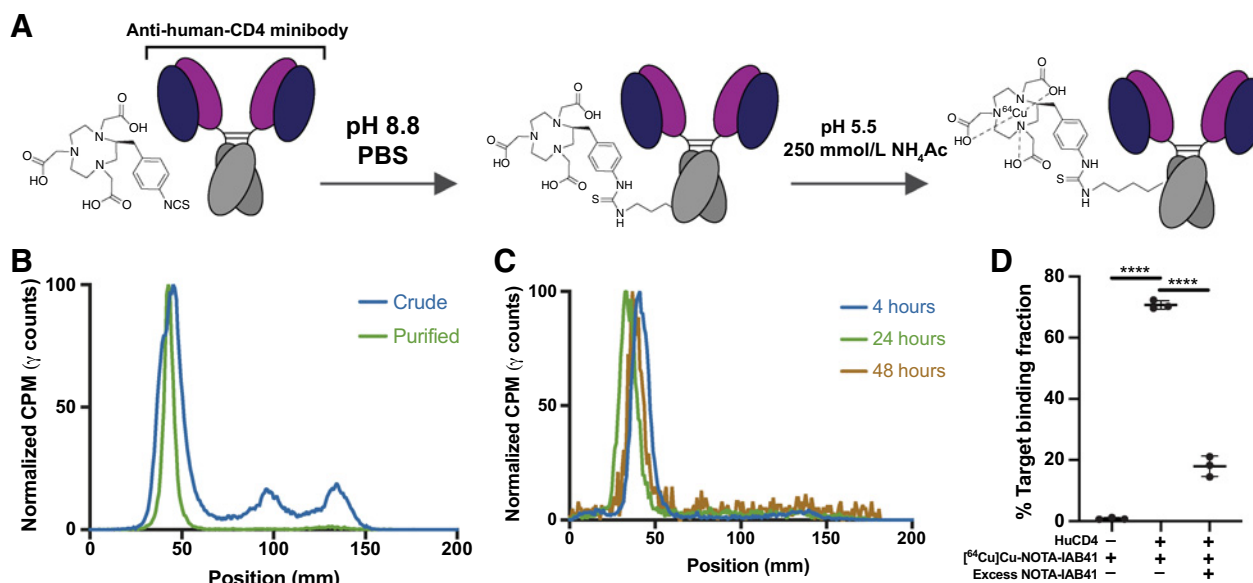 A
Anti-human-CD4 minibody
O
OH
N
N
N
O
HO
HO
O
NCS
pH 8.8
PBS
O
OH
N
N
N
O
HO
HO
O
NH
S
N
H
pH 5.5
250 mmol/L NH₄Ac
O
OH
N
⁶⁴Cu
N
N
O
HO
HO
O
NH
S
N
H
B
Normalized CPM (γ counts)
100
50
0
0 50 100 150 200
Position (mm)
Crude
Purified
C
Normalized CPM (γ counts)
100
50
0
0 50 100 150 200
Position (mm)
4 hours
24 hours
48 hours
D
% Target binding fraction
80
60
40
20
0
**** ****
HuCD4 – + +
[⁶⁴Cu]Cu-NOTA-IAB41 + + +
Excess NOTA-IAB41 – – +